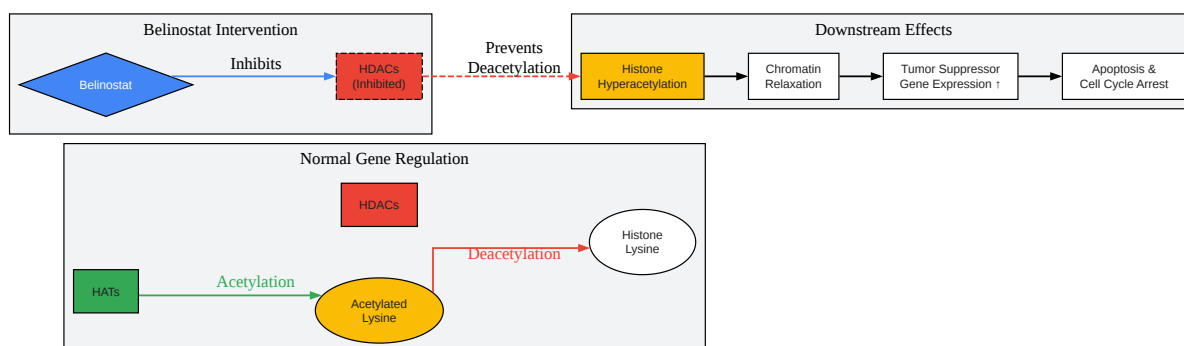 Belinostat Intervention
Belinostat
Inhibits
HDACs
(Inhibited)
Prevents
Deacetylation
Downstream Effects
Histone
Hyperacetylation
Chromatin
Relaxation
Tumor Suppressor
Gene Expression ↑
Apoptosis &
Cell Cycle Arrest
Normal Gene Regulation
HDACs
Histone
Lysine
Deacetylation
HATs
Acetylation
Acetylated
Lysine